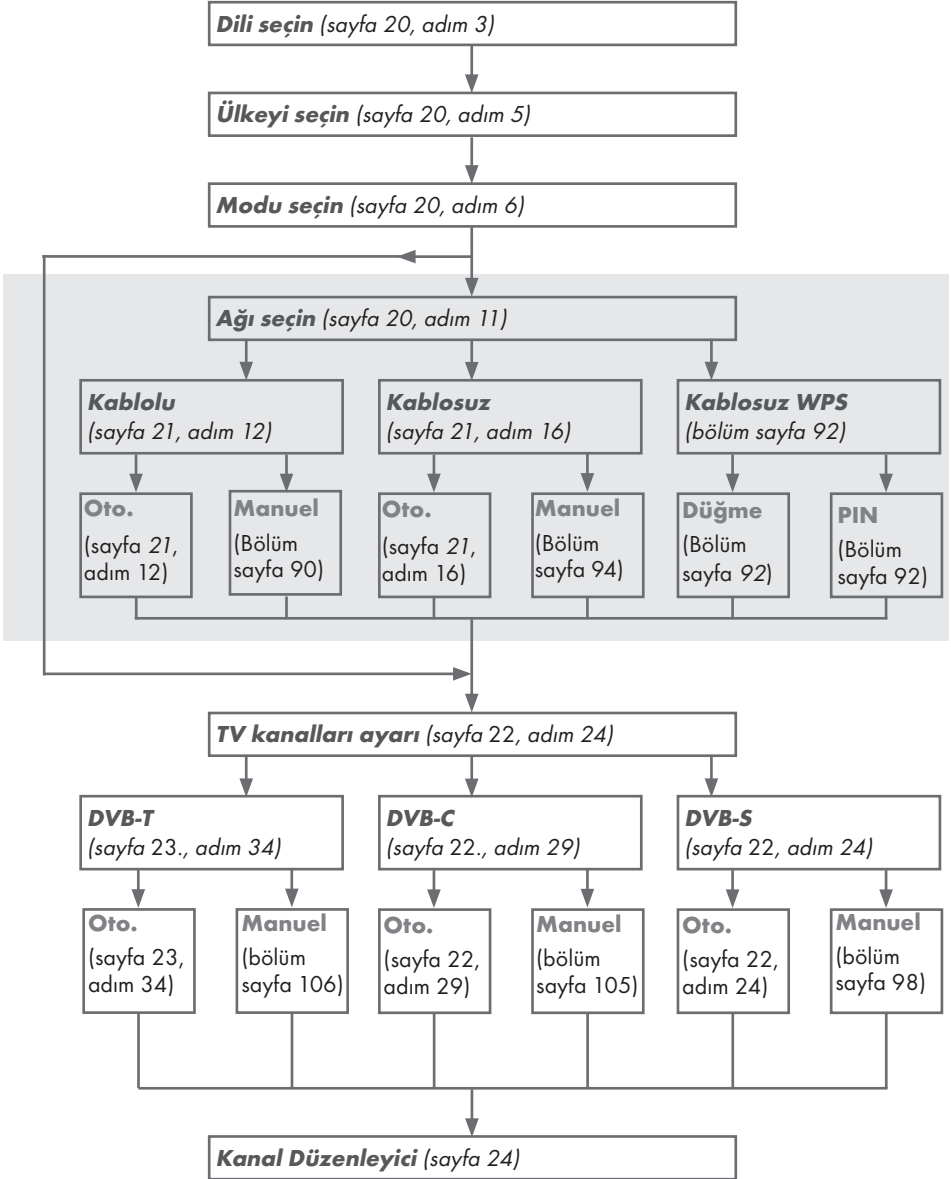 Dili seçin (sayfa 20, adım 3)
Ülkeyi seçin (sayfa 20, adım 5)
Modu seçin (sayfa 20, adım 6)
Ağı seçin (sayfa 20, adım 11)
Kablolu
(sayfa 21, adım 12)
Kablosuz
(sayfa 21, adım 16)
Kablosuz WPS
(bölüm sayfa 92)
Oto.
(sayfa 21,
adım 12)
Manuel
(Bölüm
sayfa 90)
Oto.
(sayfa 21,
adım 16)
Manuel
(Bölüm
sayfa 94)
Düğme
(Bölüm
sayfa 92)
PIN
(Bölüm
sayfa 92)
TV kanalları ayarı (sayfa 22, adım 24)
DVB-T
(sayfa 23., adım 34)
DVB-C
(sayfa 22., adım 29)
DVB-S
(sayfa 22, adım 24)
Oto.
(sayfa 23,
adım 34)
Manuel
(bölüm
sayfa 106)
Oto.
(sayfa 22,
adım 29)
Manuel
(bölüm
sayfa 105)
Oto.
(sayfa 22,
adım 24)
Manuel
(bölüm
sayfa 98)
Kanal Düzenleyici (sayfa 24)